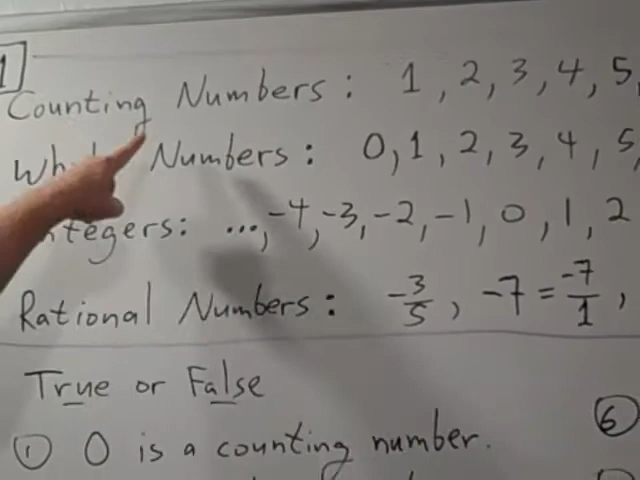 1
Counting Numbers: 1, 2, 3, 4, 5,
Numbers: 0, 1, 2, 3, 4, 5,
Integers: ..., -4, -3, -2, -1, 0, 1, 2
Rational Numbers: -3/5, -7 = -7/1,
True or False
6
① 0 is a counting number.